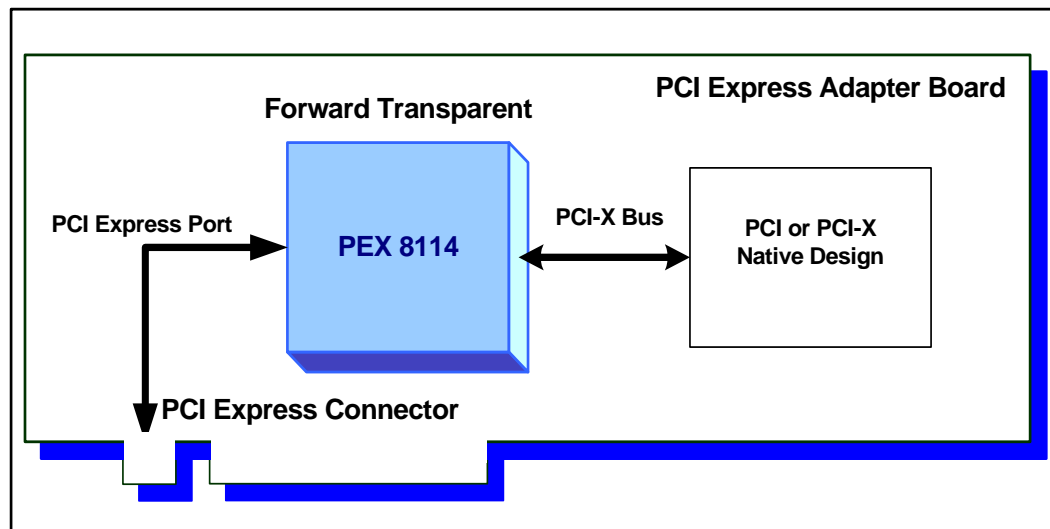 PCI Express Adapter Board
Forward Transparent
PCI Express Port
PEX 8114
PCI-X Bus
PCI or PCI-X
Native Design
PCI Express Connector